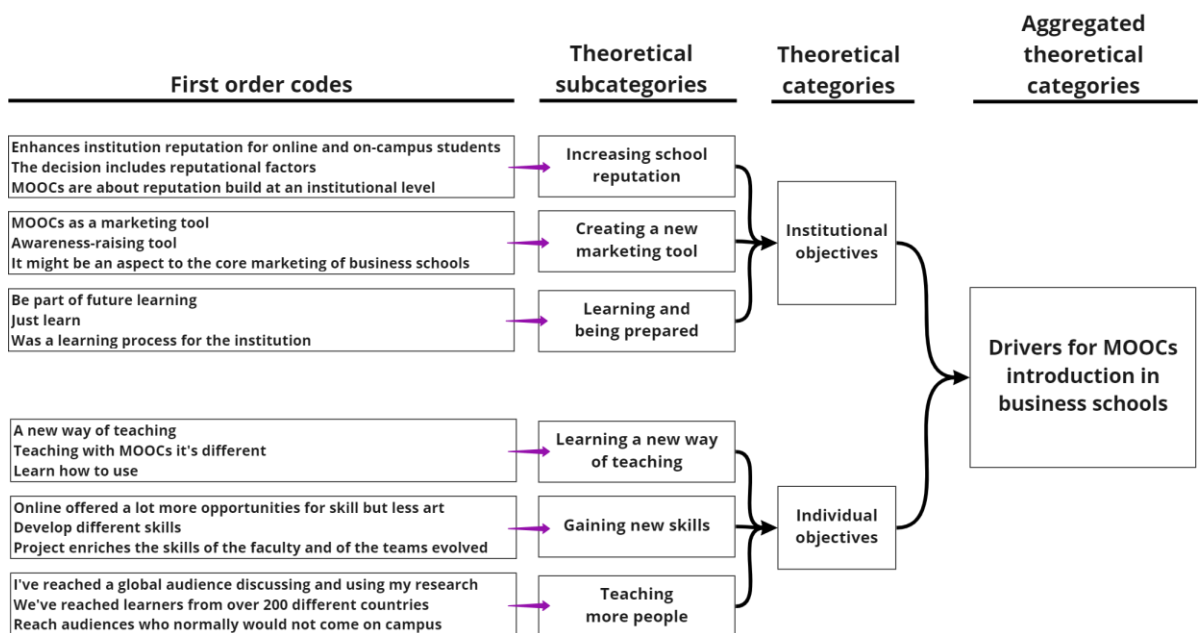 First order codes
Theoretical
subcategories
Theoretical
categories
Aggregated
theoretical
categories
Enhances institution reputation for online and on-campus students
The decision includes reputational factors
MOOCs are about reputation build at an institutional level
Increasing school
reputation
MOOCs as a marketing tool
Awareness-raising tool
It might be an aspect to the core marketing of business schools
Creating a new
marketing tool
Be part of future learning
Just learn
Was a learning process for the institution
Learning and
being prepared
Institutional
objectives
A new way of teaching
Teaching with MOOCs it's different
Learn how to use
Learning a new way
of teaching
Online offered a lot more opportunities for skill but less art
Develop different skills
Project enriches the skills of the faculty and of the teams evolved
Gaining new skills
I've reached a global audience discussing and using my research
We've reached learners from over 200 different countries
Reach audiences who normally would not come on campus
Teaching
more people
Individual
objectives
Drivers for MOOCs
introduction in
business schools